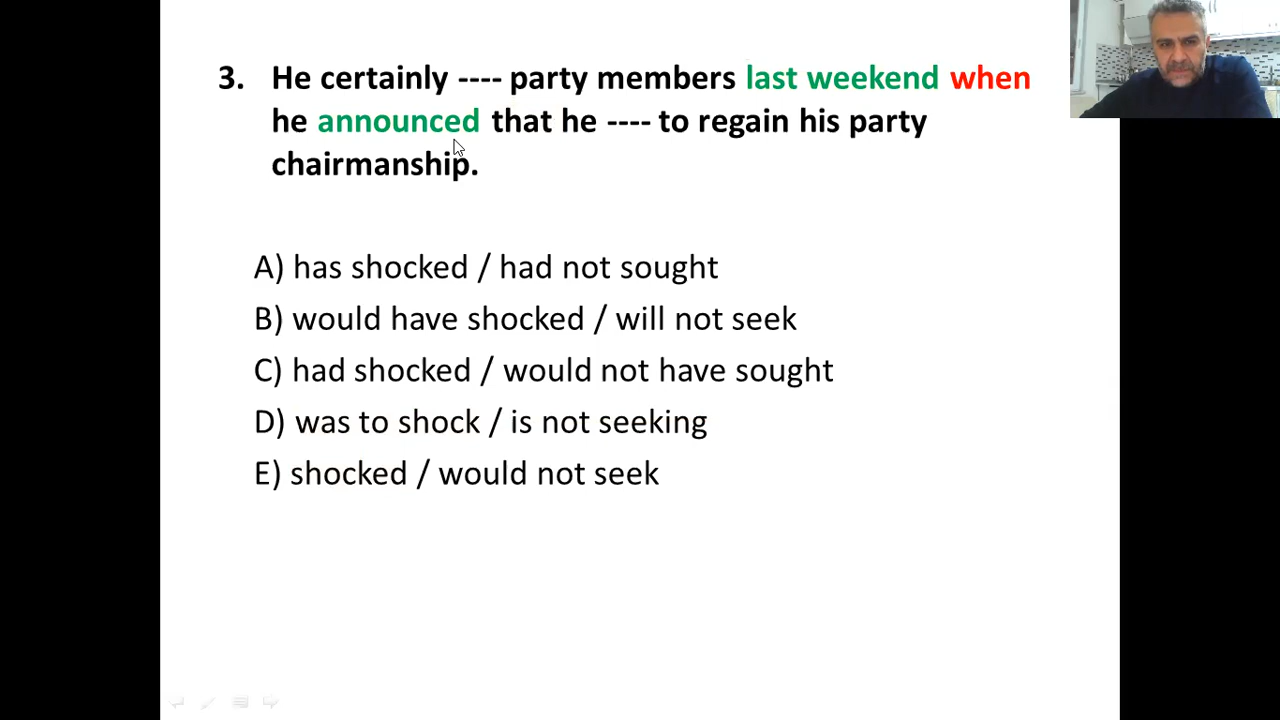 3. He certainly ---- party members last weekend when
he announced that he ---- to regain his party
chairmanship.
A) has shocked / had not sought
B) would have shocked / will not seek
C) had shocked / would not have sought
D) was to shock / is not seeking
E) shocked / would not seek